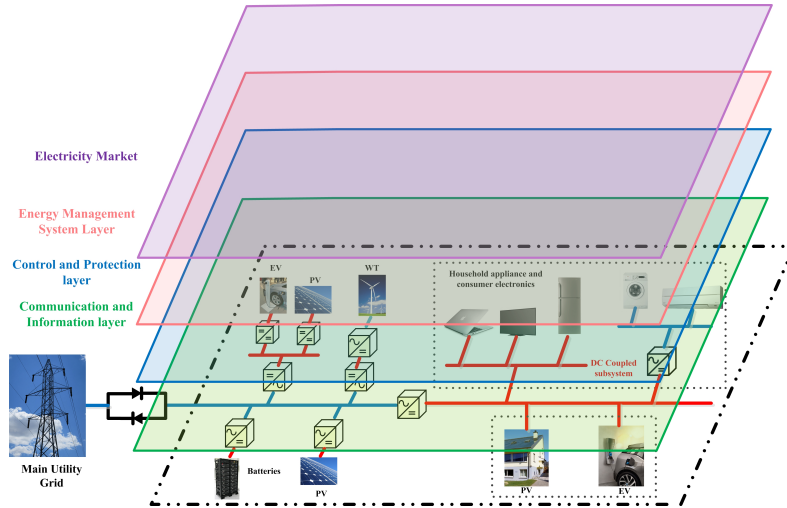 Electricity Market
Energy Management
System Layer
Control and Protection
layer
Communication and
Information layer
EV
PV
WT
Household appliance and
consumer electronics
DC Coupled
subsystem
Main Utility
Grid
Batteries
PV
PV
EV